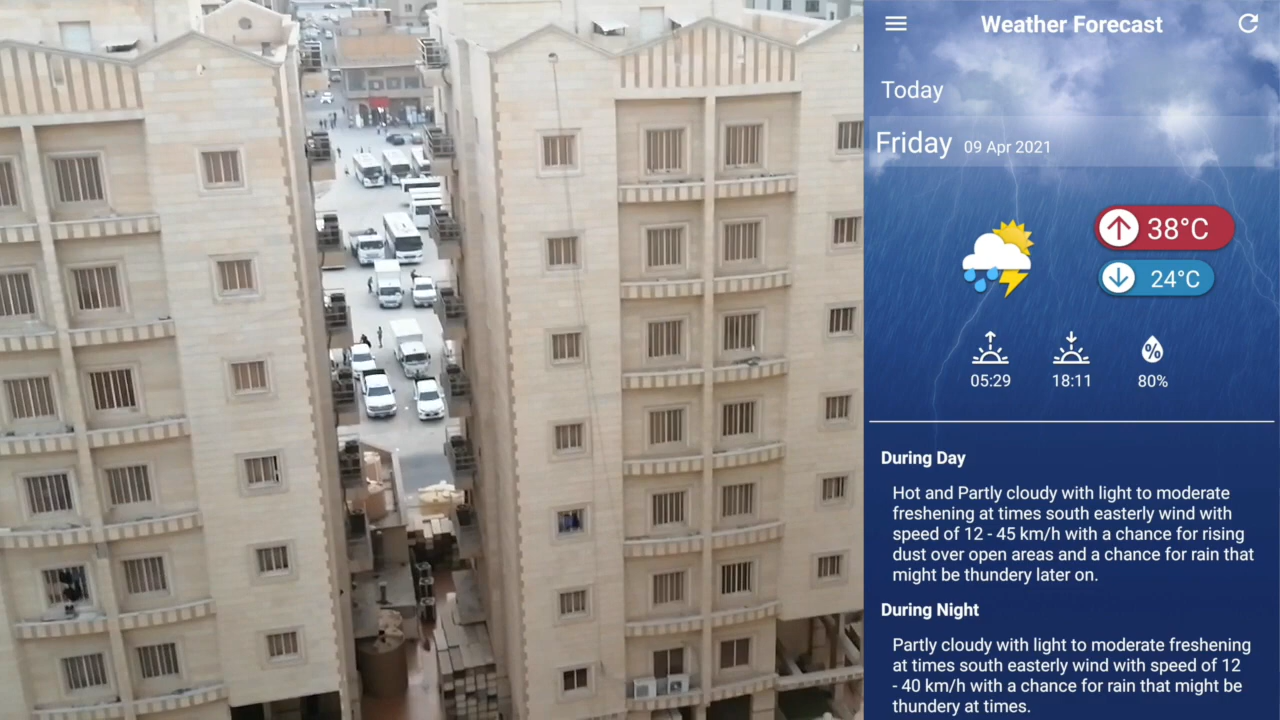 Weather Forecast
Today
Friday 09 Apr 2021
38°C
24°C
05:29
18:11
%
80%
During Day
Hot and Partly cloudy with light to moderate
freshening at times south easterly wind with
speed of 12 - 45 km/h with a chance for rising
dust over open areas and a chance for rain that
might be thundery later on.
During Night
Partly cloudy with light to moderate freshening
at times south easterly wind with speed of 12
- 40 km/h with a chance for rain that might be
thundery at times.